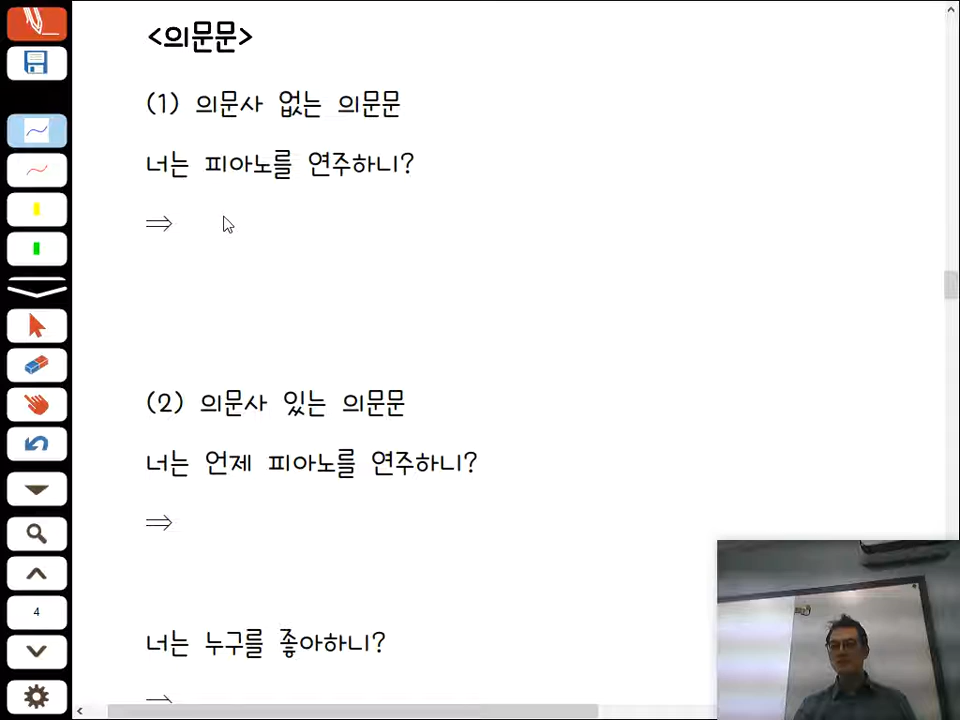 <의문문>
(1) 의문사 없는 의문문
너는 피아노를 연주하니?
⇒
(2) 의문사 있는 의문문
너는 언제 피아노를 연주하니?
⇒
너는 누구를 좋아하니?
⇒
4